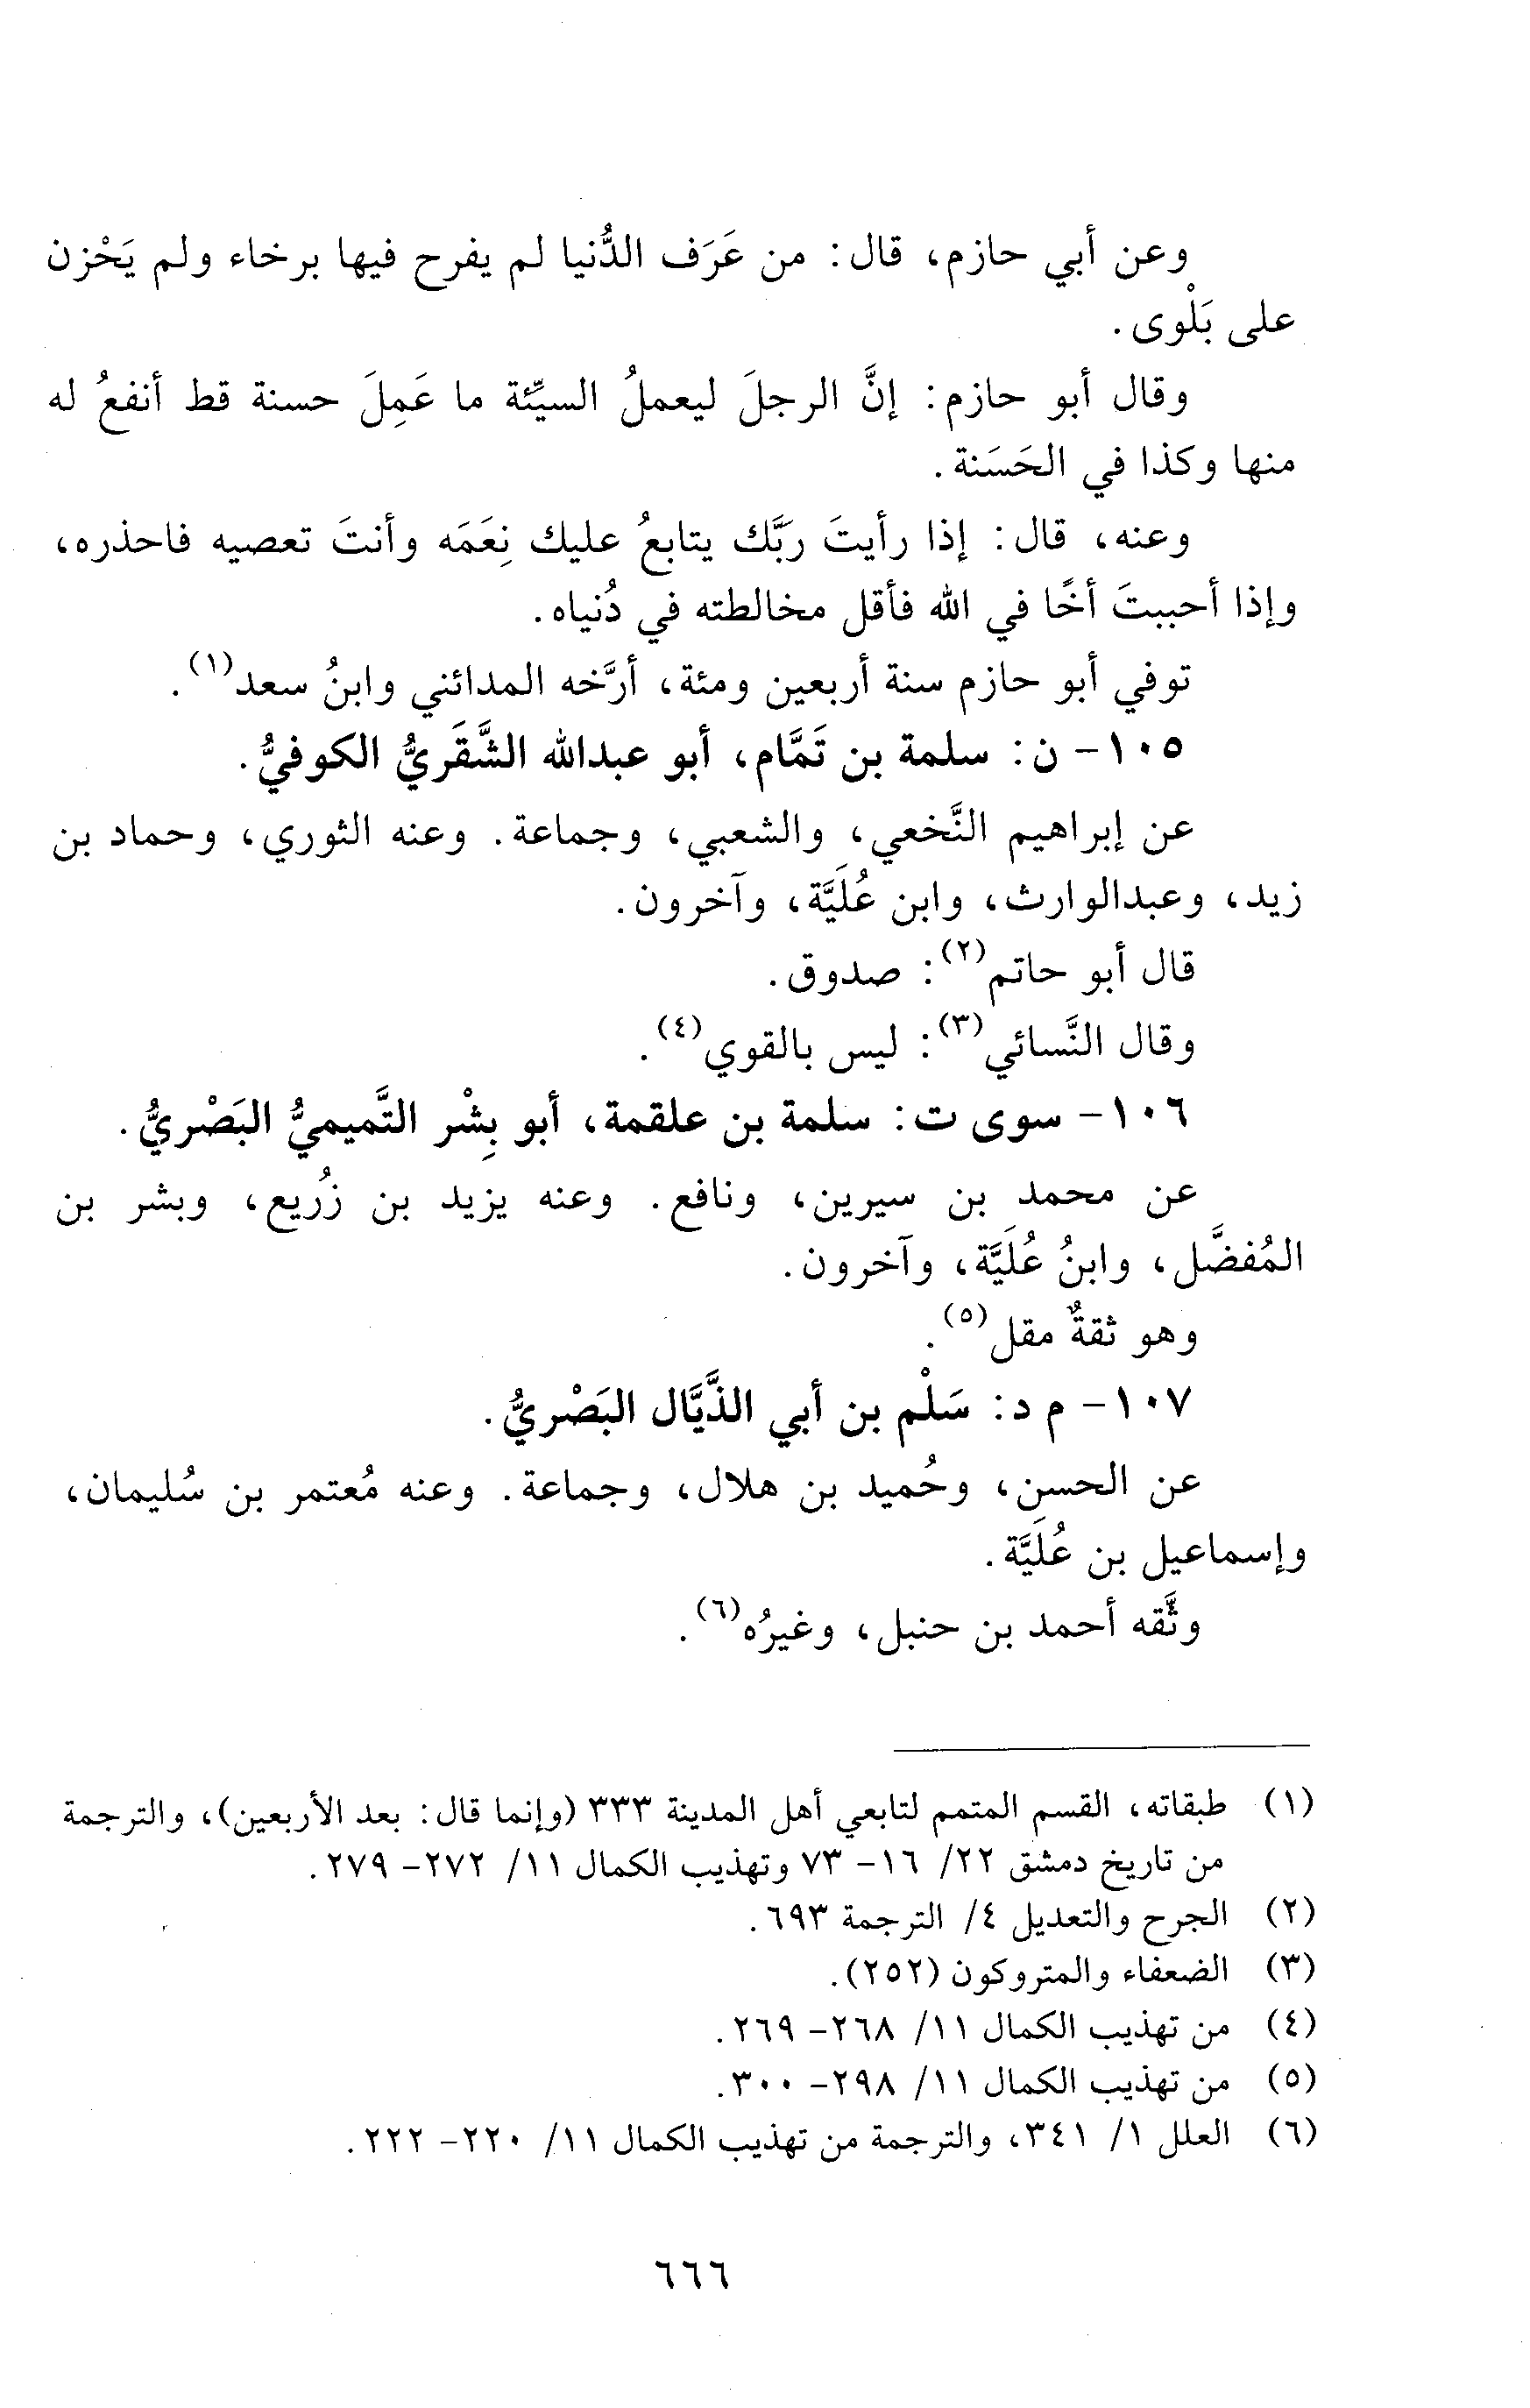 وعن أبي حازم، قال: من عَرَف الدُّنيا لم يفرح فيها برخاء ولم يَحْزن
على بَلْوى.
وقال أبو حازم: إنَّ الرجلَ ليعملُ السيِّئة ما عَمِلَ حسنة قط أنفعُ له
منها وكذا في الحَسَنة.
وعنه، قال: إذا رأيتَ ربَّك يتابعُ عليك نِعَمَه وأنتَ تعصيه فاحذره،
وإذا أحببتَ أخًا في الله فأقل مخالطته في دُنياه.
توفي أبو حازم سنة أربعين ومئة، أرَّخه المدائني وابنُ سعد(١).
١٠٥- ن: سلمة بن تَمَّام، أبو عبدالله الشَّقَريُّ الكوفيُّ.
عن إبراهيم النَّخعي، والشعبي، وجماعة. وعنه الثوري، وحماد بن
زيد، وعبدالوارث، وابن عُلَيَّة، وآخرون.
قال أبو حاتم(٢): صدوق.
وقال النَّسائي(٣): ليس بالقوي(٤).
١٠٦- سوى ت: سلمة بن علقمة، أبو بِشْر التَّميميُّ البَصْريُّ.
عن محمد بن سيرين، ونافع. وعنه يزيد بن زُريع، وبشر بن
المُفضَّل، وابنُ عُلَيَّة، وآخرون.
وهو ثقةٌ مقل(٥).
١٠٧- م د: سَلْم بن أبي الذَّيَّال البَصْريُّ.
عن الحسن، وحُميد بن هلال، وجماعة. وعنه مُعتمر بن سُليمان،
وإسماعيل بن عُلَيَّة.
وثَّقه أحمد بن حنبل، وغيرُه(٦).
(١) طبقاته، القسم المتمم لتابعي أهل المدينة ٣٣٣ (وإنما قال: بعد الأربعين)، والترجمة
من تاريخ دمشق ٢٢/ ١٦- ٧٣ وتهذيب الكمال ١١/ ٢٧٢- ٢٧٩.
(٢) الجرح والتعديل ٤/ الترجمة ٦٩٣.
(٣) الضعفاء والمتروكون (٢٥٢).
(٤) من تهذيب الكمال ١١/ ٢٦٨- ٢٦٩.
(٥) من تهذيب الكمال ١١/ ٢٩٨- ٣٠٠.
(٦) العلل ١/ ٣٤١، والترجمة من تهذيب الكمال ١١/ ٢٢٠- ٢٢٢.
٦٦٦